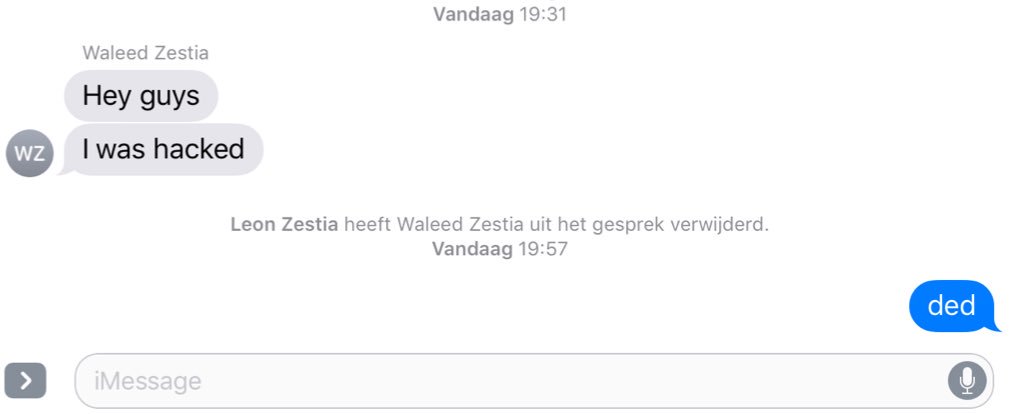 Vandaag 19:31
Waleed Zestia
Hey guys
WZ
I was hacked
Leon Zestia heeft Waleed Zestia uit het gesprek verwijderd.
Vandaag 19:57
ded
iMessage